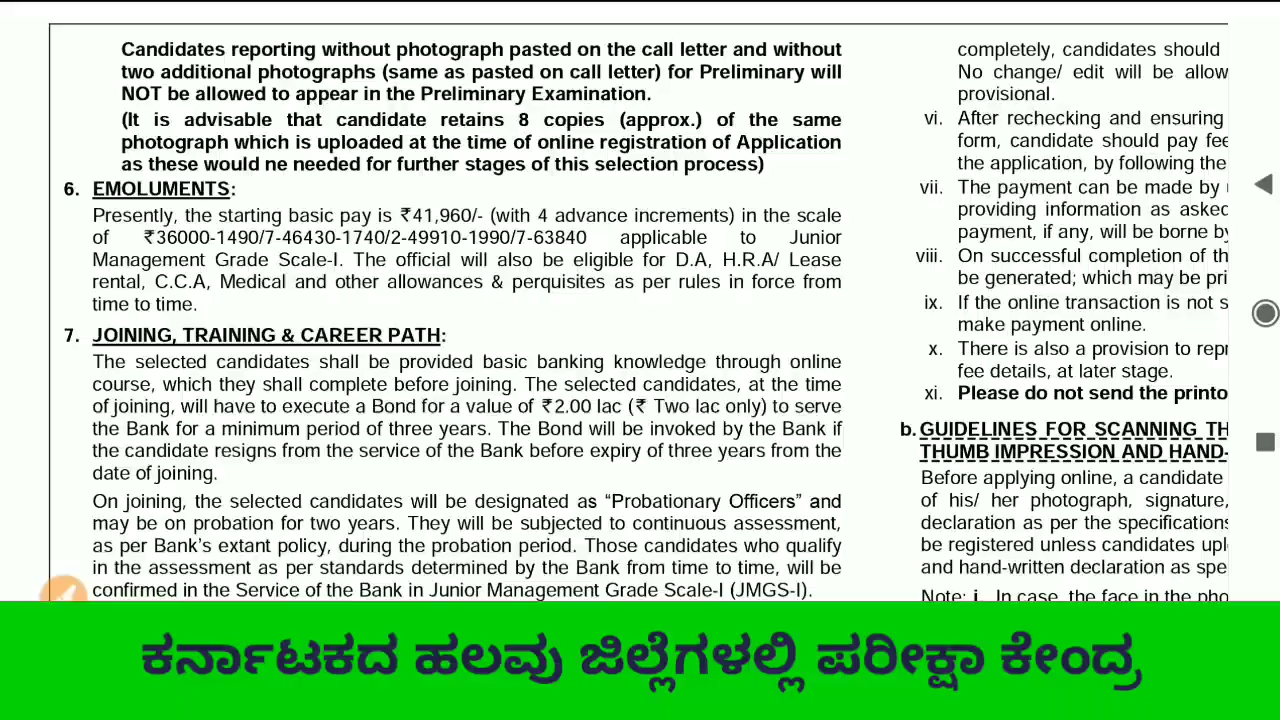 Candidates reporting without photograph pasted on the call letter and without
two additional photographs (same as pasted on call letter) for Preliminary will
NOT be allowed to appear in the Preliminary Examination.
(It is advisable that candidate retains 8 copies (approx.) of the same
photograph which is uploaded at the time of online registration of Application
as these would ne needed for further stages of this selection process)
6. EMOLUMENTS:
Presently, the starting basic pay is ₹41,960/- (with 4 advance increments) in the scale
of ₹36000-1490/7-46430-1740/2-49910-1990/7-63840 applicable to Junior
Management Grade Scale-I. The official will also be eligible for D.A, H.R.A/ Lease
rental, C.C.A, Medical and other allowances & perquisites as per rules in force from
time to time.
7. JOINING, TRAINING & CAREER PATH:
The selected candidates shall be provided basic banking knowledge through online
course, which they shall complete before joining. The selected candidates, at the time
of joining, will have to execute a Bond for a value of ₹2.00 lac (₹ Two lac only) to serve
the Bank for a minimum period of three years. The Bond will be invoked by the Bank if
the candidate resigns from the service of the Bank before expiry of three years from the
date of joining.
On joining, the selected candidates will be designated as “Probationary Officers” and
may be on probation for two years. They will be subjected to continuous assessment,
as per Bank’s extant policy, during the probation period. Those candidates who qualify
in the assessment as per standards determined by the Bank from time to time, will be
confirmed in the Service of the Bank in Junior Management Grade Scale-I (JMGS-I).
completely, candidates should
No change/ edit will be allow
provisional.
vi. After rechecking and ensuring
form, candidate should pay fee
the application, by following the
vii. The payment can be made by
providing information as asked
payment, if any, will be borne by
viii. On successful completion of th
be generated; which may be pri
ix. If the online transaction is not s
make payment online.
x. There is also a provision to repr
fee details, at later stage.
xi. Please do not send the printo
b. GUIDELINES FOR SCANNING TH
THUMB IMPRESSION AND HAND-
Before applying online, a candidate
of his/ her photograph, signature,
declaration as per the specifications
be registered unless candidates upl
and hand-written declaration as spe
Note: i. In case, the face in the pho
ಕರ್ನಾಟಕದ ಹಲವು ಜಿಲ್ಲೆಗಳಲ್ಲಿ ಪರೀಕ್ಷಾ ಕೇಂದ್ರ